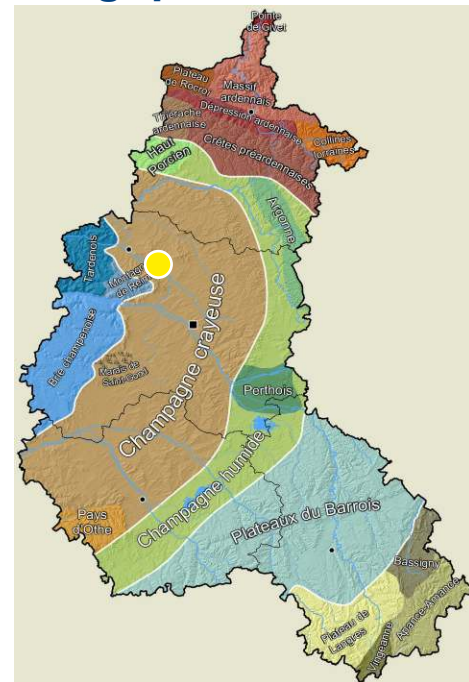 Pointe
de Givet
Plateau
de Rocroi
Massif
ardennais
Dépression ardennaise
Thiérache
ardennaise
Collines
lorraines
Crêtes préardennaises
Haut
Porcien
Argonne
Tardenois
Montagne
de Reims
Brie champenoise
Marais de
Saint-Gond
Champagne crayeuse
Perthois
Champagne humide
Pays
d'Othe
Plateaux du Barrois
Bassigny
Plateau de
Langres
Vingeanne
Apance-Amance